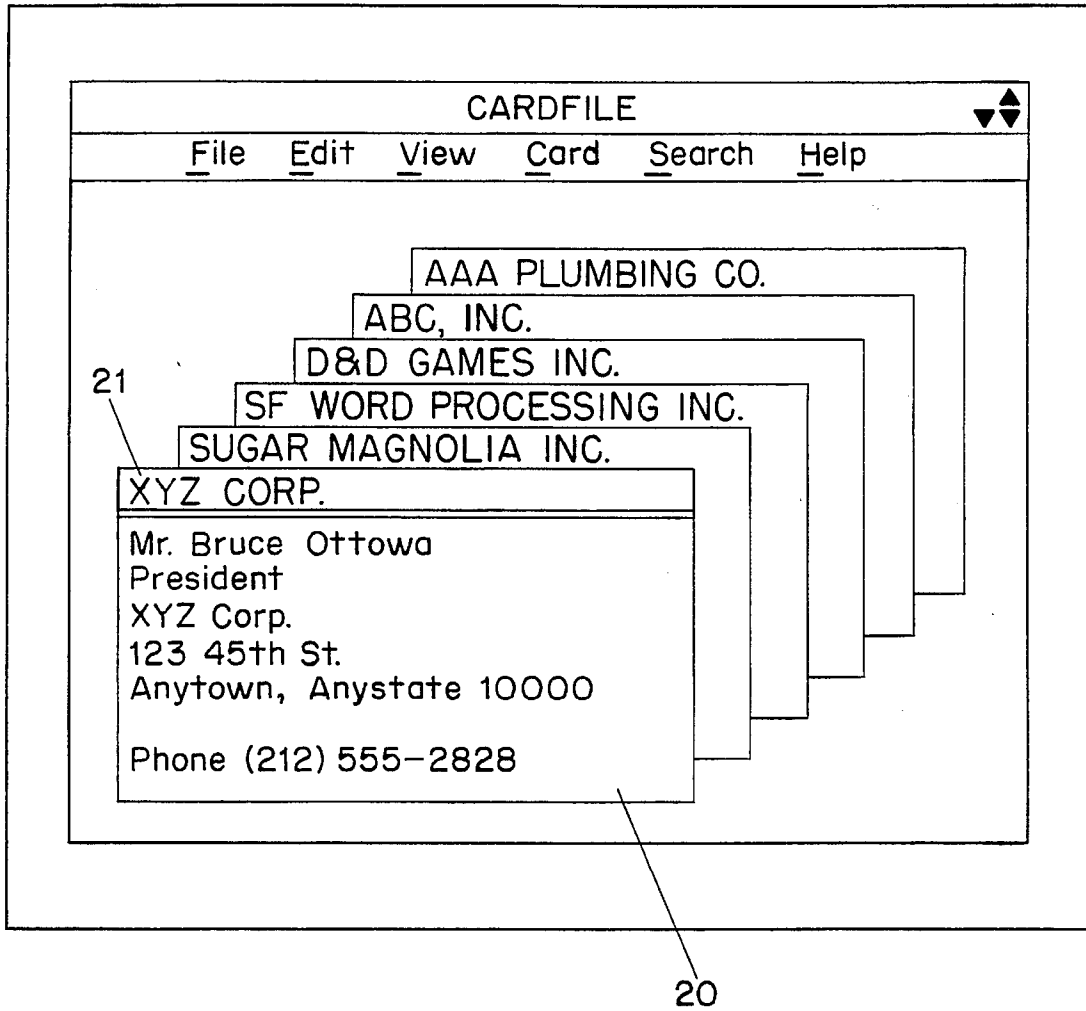 CARDFILE
File Edit View Card Search Help
AAA PLUMBING CO.
ABC, INC.
D&D GAMES INC.
21
SF WORD PROCESSING INC.
SUGAR MAGNOLIA INC.
XYZ CORP.
Mr. Bruce Ottowa
President
XYZ Corp.
123 45th St.
Anytown, Anystate 10000
Phone (212) 555-2828
20